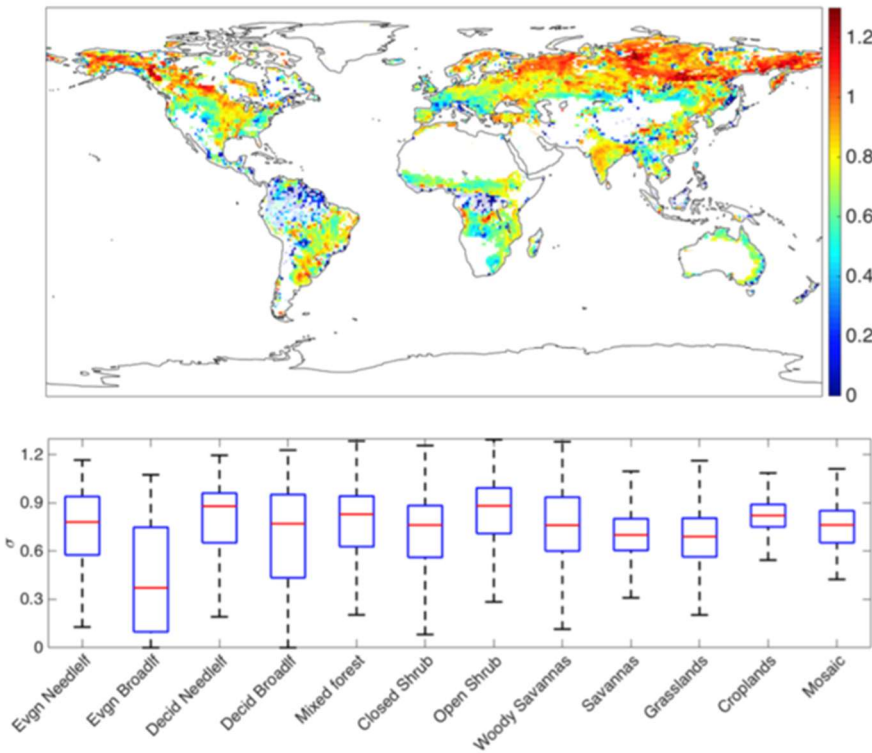 1.2
1
0.8
0.6
0.4
0.2
0
1.2
0.9
0.6
0.3
0
σ
Evgn Needlelf
Evgn Broadlf
Decid Needlelf
Decid Broadlf
Mixed forest
Closed Shrub
Open Shrub
Woody Savannas
Savannas
Grasslands
Croplands
Mosaic